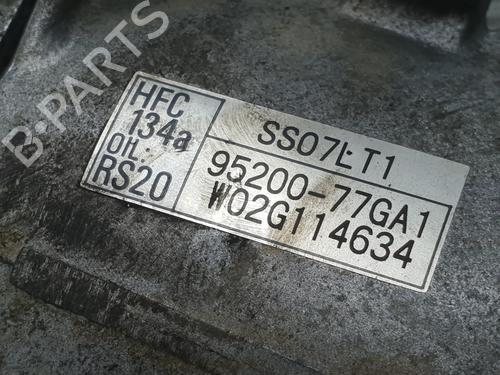 B-PARTS
HFC
134a
OIL:
RS20
SS07LT1
95200-77GA1
W02G114634